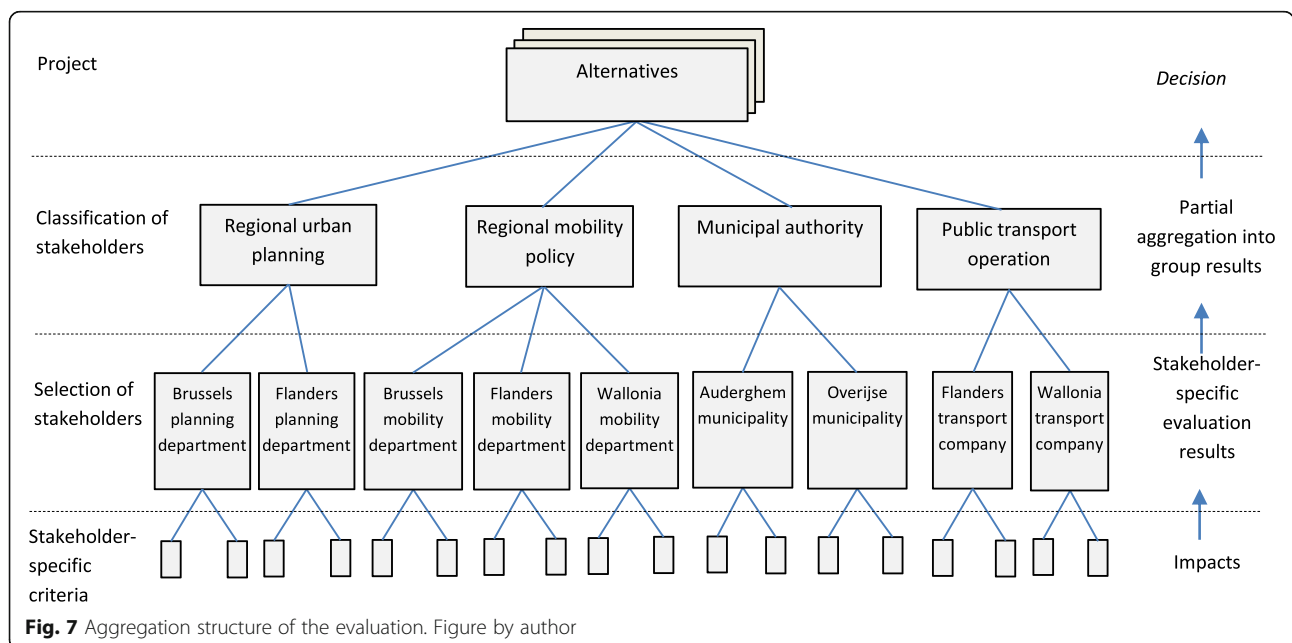 Project
Alternatives
Decision
Classification of
stakeholders
Regional urban
planning
Regional mobility
policy
Municipal authority
Public transport
operation
Partial
aggregation into
group results
Selection of
stakeholders
Brussels
planning
department
Flanders
planning
department
Brussels
mobility
department
Flanders
mobility
department
Wallonia
mobility
department
Auderghem
municipality
Overijse
municipality
Flanders
transport
company
Wallonia
transport
company
Stakeholder-
specific
evaluation
results
Stakeholder-
specific
criteria
Impacts
Fig. 7 Aggregation structure of the evaluation. Figure by author